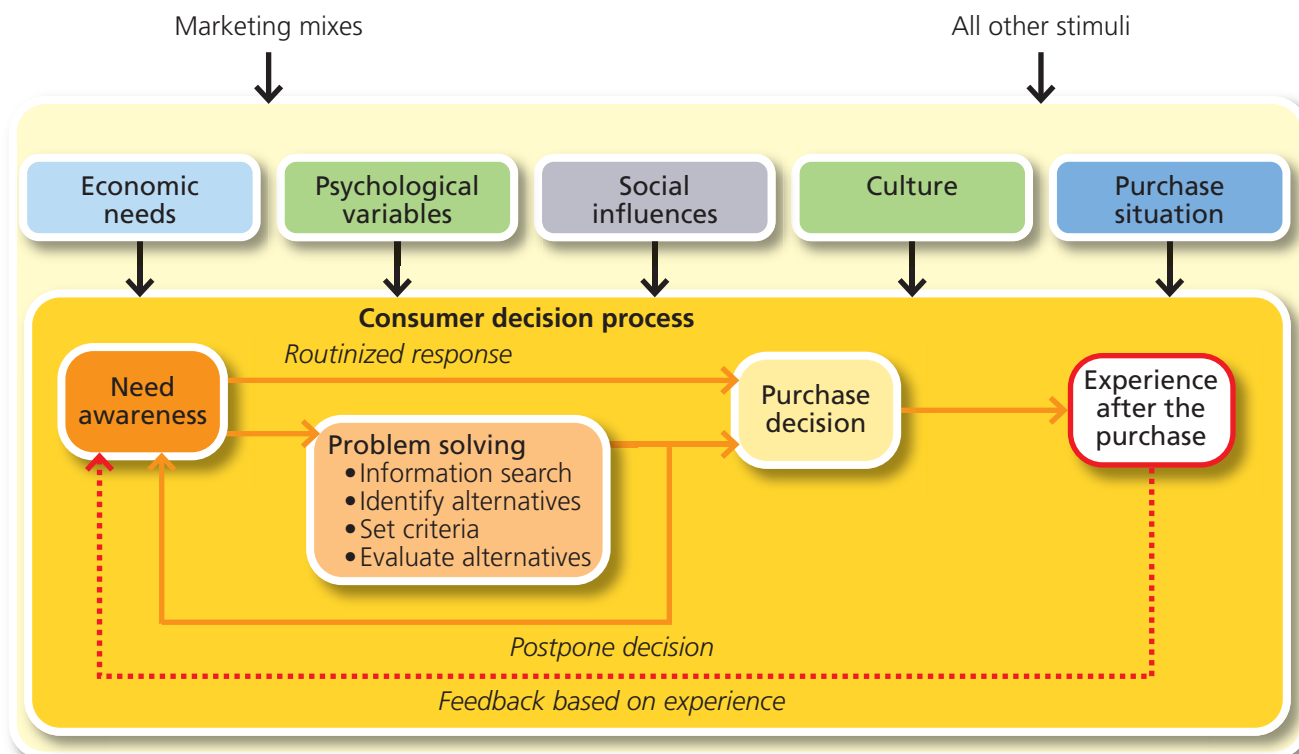 Marketing mixes
All other stimuli
Economic
needs
Psychological
variables
Social
influences
Culture
Purchase
situation
Consumer decision process
Routinized response
Need
awareness
Problem solving
• Information search
• Identify alternatives
• Set criteria
• Evaluate alternatives
Purchase
decision
Experience
after the
purchase
Postpone decision
Feedback based on experience